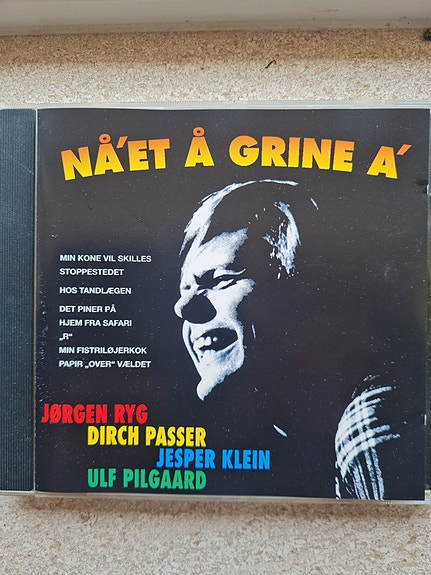 NÅ'ET Å GRINE A'
MIN KONE VIL SKILLES
STOPPESTEDET
HOS TANDLÆGEN
DET PINER PÅ
HJEM FRA SAFARI
„R"
MIN FISTRILØJERKOK
PAPIR „OVER" VÆLDET
JØRGEN RYG
DIRCH PASSER
JESPER KLEIN
ULF PILGAARD